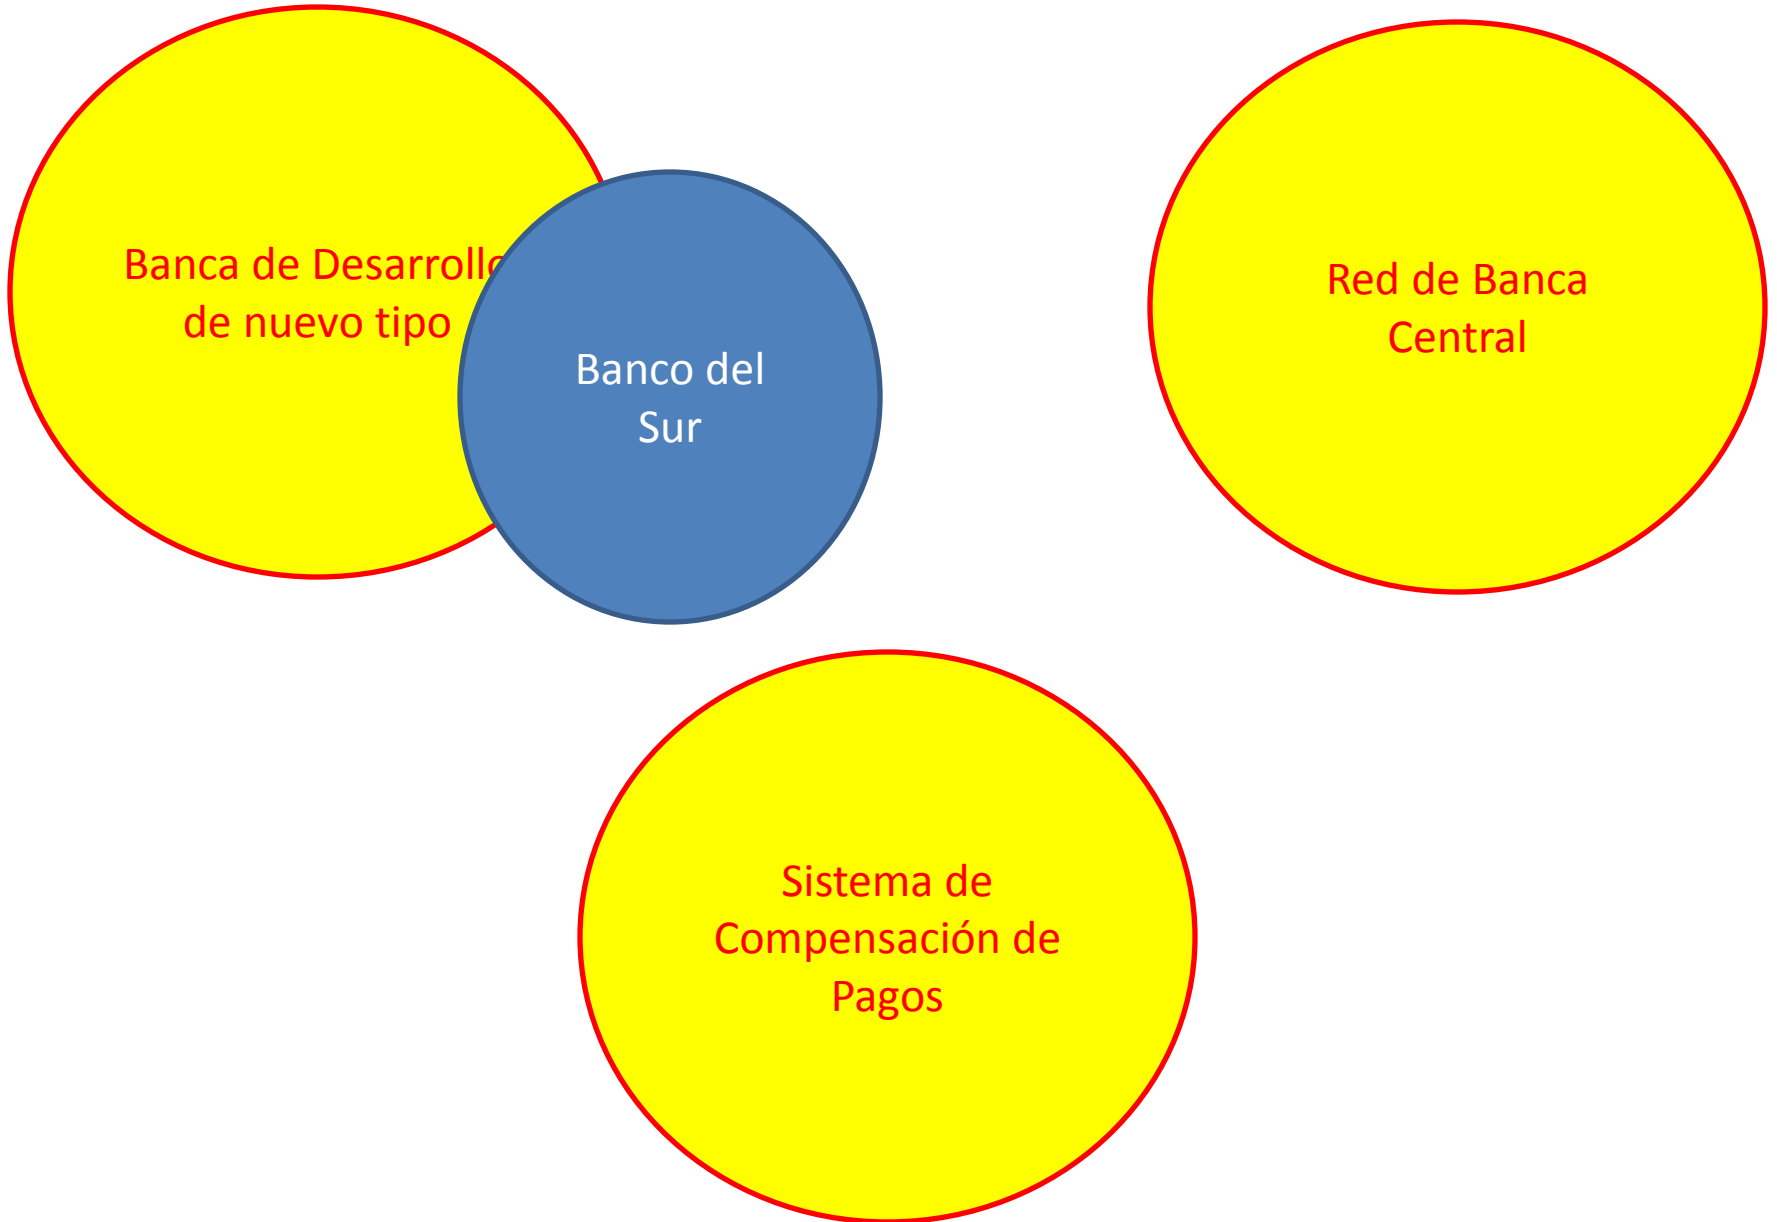 Banca de Desarrollo
de nuevo tipo
Banco del
Sur
Red de Banca
Central
Sistema de
Compensación de
Pagos